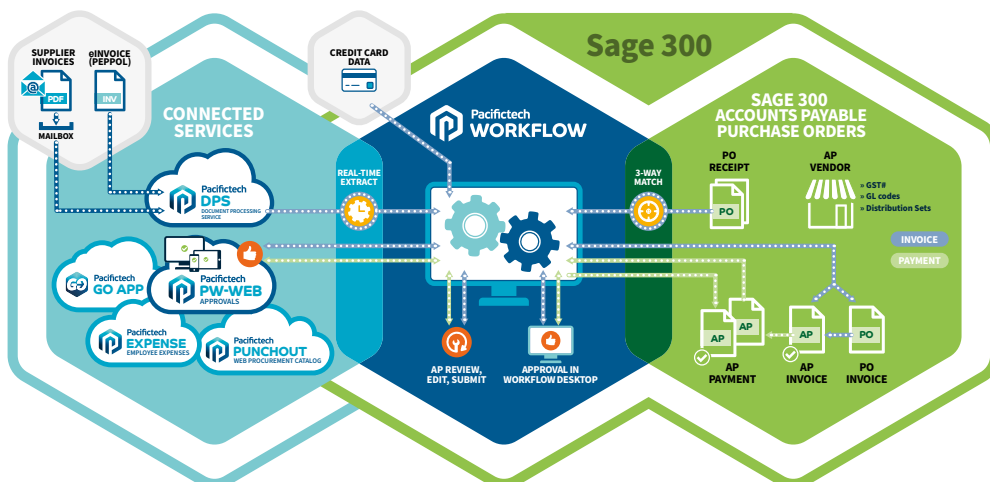 Sage 300
SUPPLIER
INVOICES
eINVOICE
(PEPPOL)
@
PDF
INV
MAILBOX
CREDIT CARD
DATA
CONNECTED
SERVICES
Pacifictech
WORKFLOW
SAGE 300
ACCOUNTS PAYABLE
PURCHASE ORDERS
REAL-TIME
EXTRACT
3-WAY
MATCH
PO
RECEIPT
PO
AP
VENDOR
» GST#
» GL codes
» Distribution Sets
INVOICE
PAYMENT
Pacifictech
DPS
DOCUMENT PROCESSING
SERVICE
Pacifictech
GO APP
GO
Pacifictech
PW-WEB
APPROVALS
Pacifictech
EXPENSE
EMPLOYEE EXPENSES
Pacifictech
PUNCHOUT
WEB PROCUREMENT CATALOG
AP REVIEW,
EDIT, SUBMIT
APPROVAL IN
WORKFLOW DESKTOP
AP
AP
AP
PAYMENT
AP
AP
INVOICE
PO
PO
INVOICE